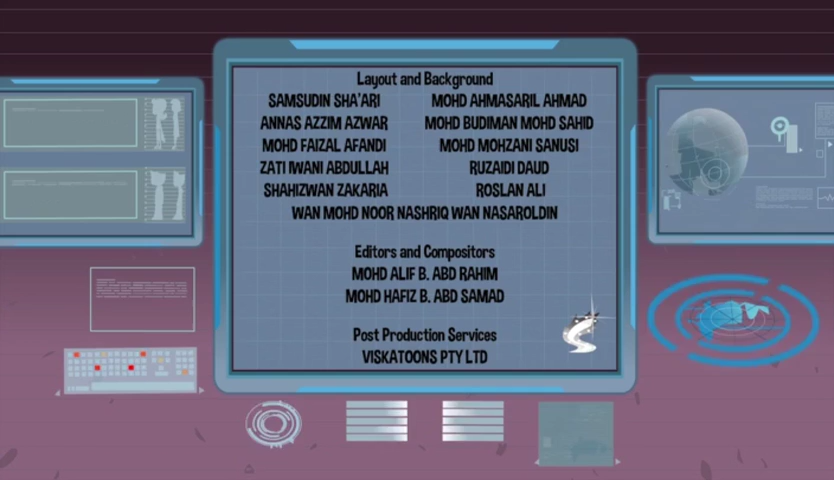 Layout and Background
SAMSUDIN SHA'ARI MOHD AHMASARIL AHMAD
ANNAS AZZIM AZWAR MOHD BUDIMAN MOHD SAHID
MOHD FAIZAL AFANDI MOHD MOHZANI SANUSI
ZATI IWANI ABDULLAH RUZAIDI DAUD
SHAHIZWAN ZAKARIA ROSLAN ALI
WAN MOHD NOOR NASHRIQ WAN NASAROLDIN
Editors and Compositors
MOHD ALIF B. ABD RAHIM
MOHD HAFIZ B. ABD SAMAD
Post Production Services
VISKATOONS PTY LTD